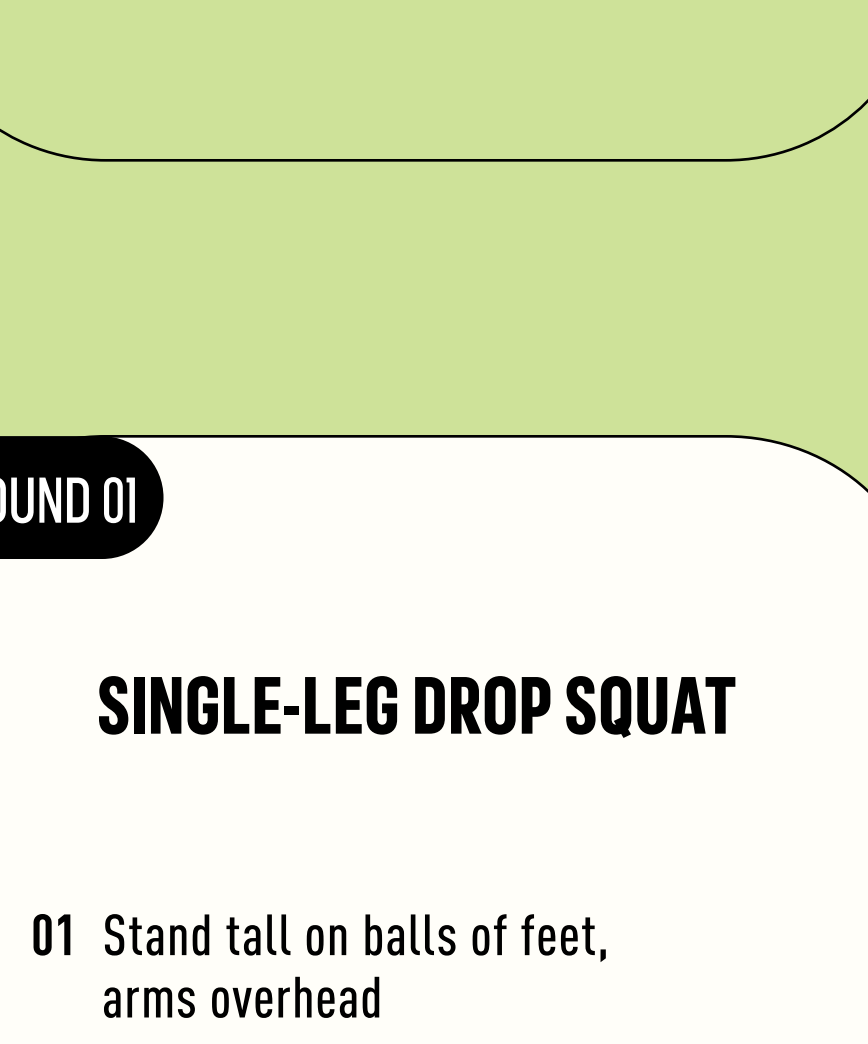 OUND 01
SINGLE-LEG DROP SQUAT
01 Stand tall on balls of feet,
arms overhead